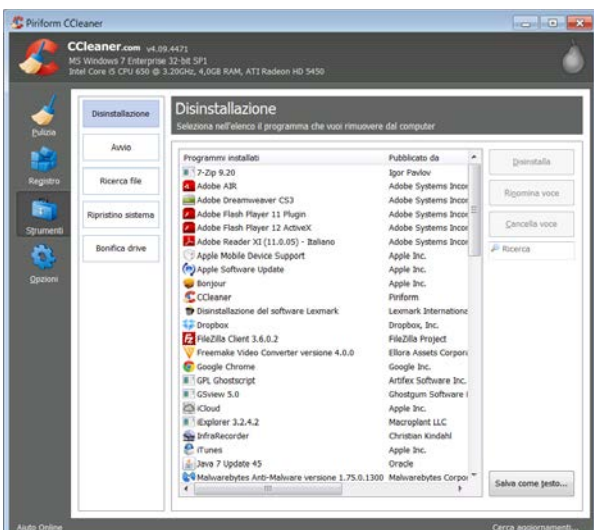 Piriform CCleaner
CCleaner.com v4.09.4471
MS Windows 7 Enterprise 32-bit SP1
Intel Core i5 CPU 650 @ 3.20GHz, 4,0GB RAM, ATI Radeon HD 5450
Pulizia
Registro
Strumenti
Opzioni
Disinstallazione
Avvio
Ricerca file
Ripristino sistema
Bonifica drive
Disinstallazione
Seleziona nell'elenco il programma che vuoi rimuovere dal computer
Programmi installati Pubblicato da
7-Zip 9.20 Igor Pavlov
Adobe AIR Adobe Systems Incor
Adobe Dreamweaver CS3 Adobe Systems Incor
Adobe Flash Player 11 Plugin Adobe Systems Incor
Adobe Flash Player 12 ActiveX Adobe Systems Incor
Adobe Reader XI (11.0.05) - Italiano Adobe Systems Incor
Apple Mobile Device Support Apple Inc.
Apple Software Update Apple Inc.
Bonjour Apple Inc.
CCleaner Piriform
Disinstallazione del software Lexmark Lexmark Internationa
Dropbox Dropbox, Inc.
FileZilla Client 3.6.0.2 FileZilla Project
Freemake Video Converter versione 4.0.0 Ellora Assets Corpora
Google Chrome Google Inc.
GPL Ghostscript Artifex Software Inc.
GSview 5.0 Ghostgum Software
iCloud Apple Inc.
iExplorer 3.2.4.2 Macroplant LLC
InfraRecorder Christian Kindahl
iTunes Apple Inc.
Java 7 Update 45 Oracle
Malwarebytes Anti-Malware versione 1.75.0.1300 Malwarebytes Corpor
Disinstalla
Rinomina voce
Cancella voce
Ricerca
Salva come testo...
Aiuto Online
Cerca aggiornamenti...